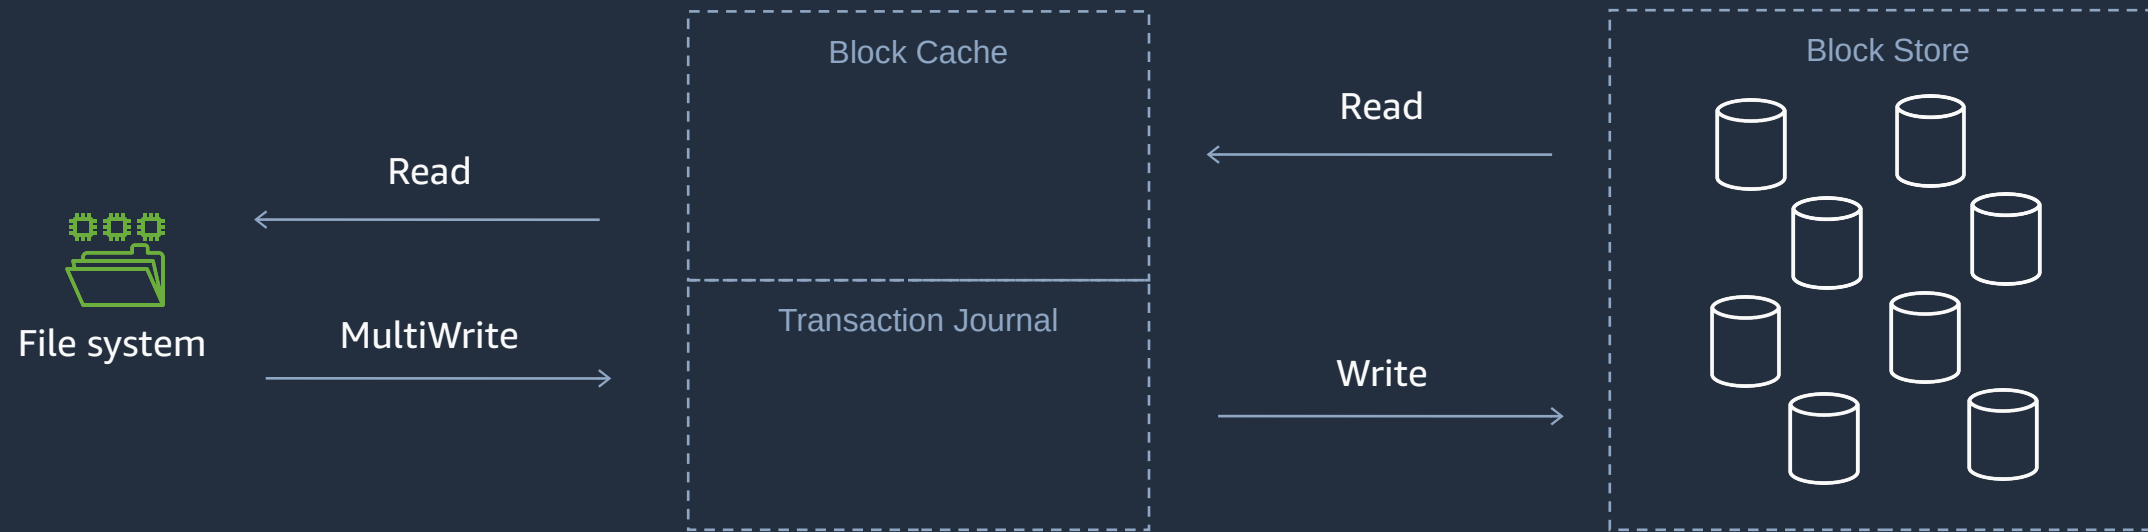 File system
Read
MultiWrite
Block Cache
Transaction Journal
Read
Write
Block Store